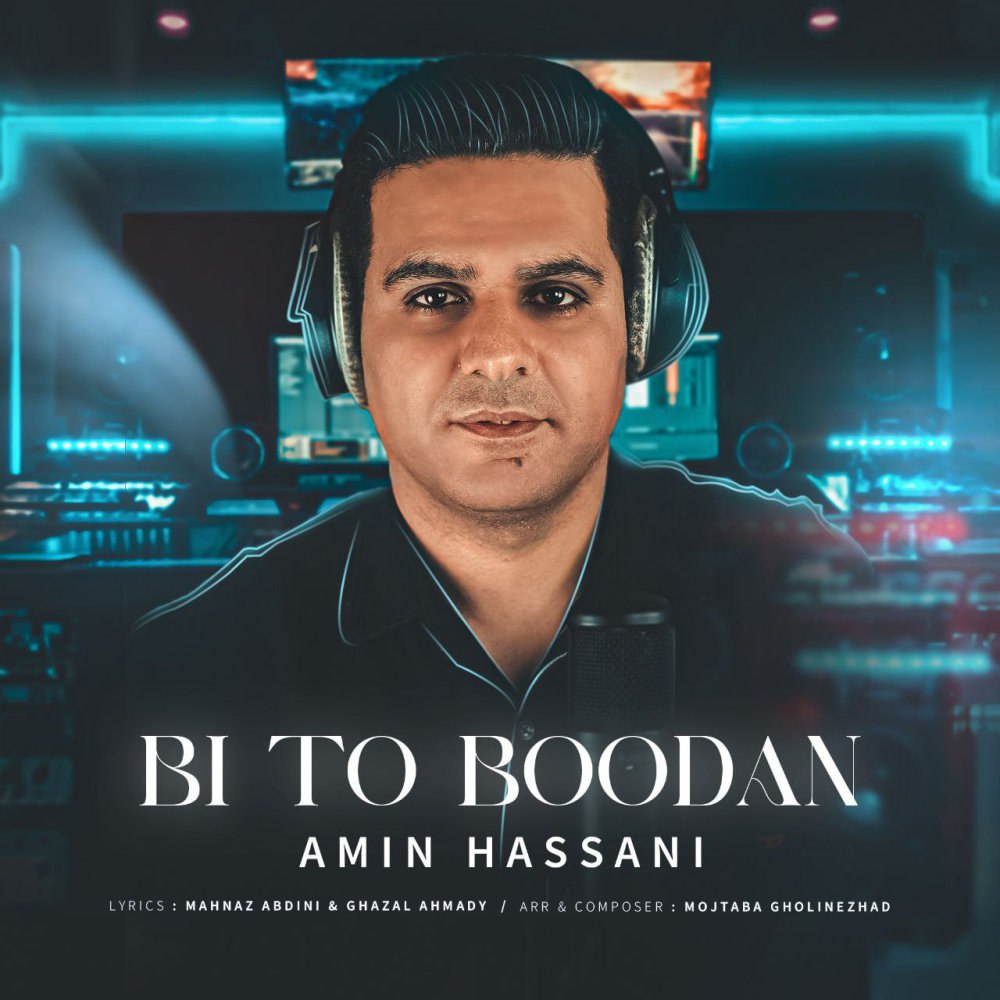 BI TO BOODAN
AMIN HASSANI
LYRICS : MAHNAZ ABDINI & GHAZAL AHMADY / ARR & COMPOSER : MOJTABA GHOLINEZHAD